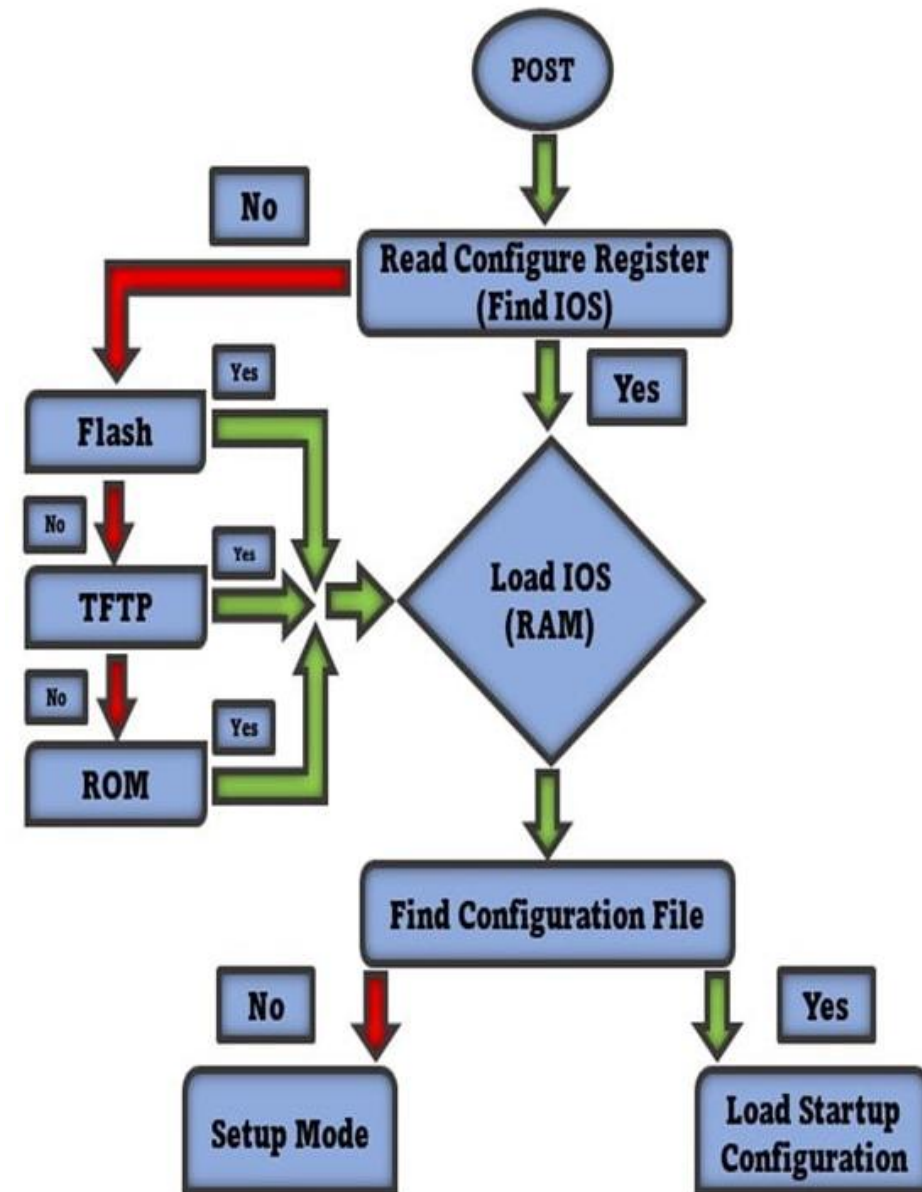 POST
No
Read Configure Register
(Find IOS)
Yes
Yes
Flash
No
Yes
Load IOS
(RAM)
TFTP
No
Yes
ROM
Find Configuration File
No
Yes
Setup Mode
Load Startup
Configuration